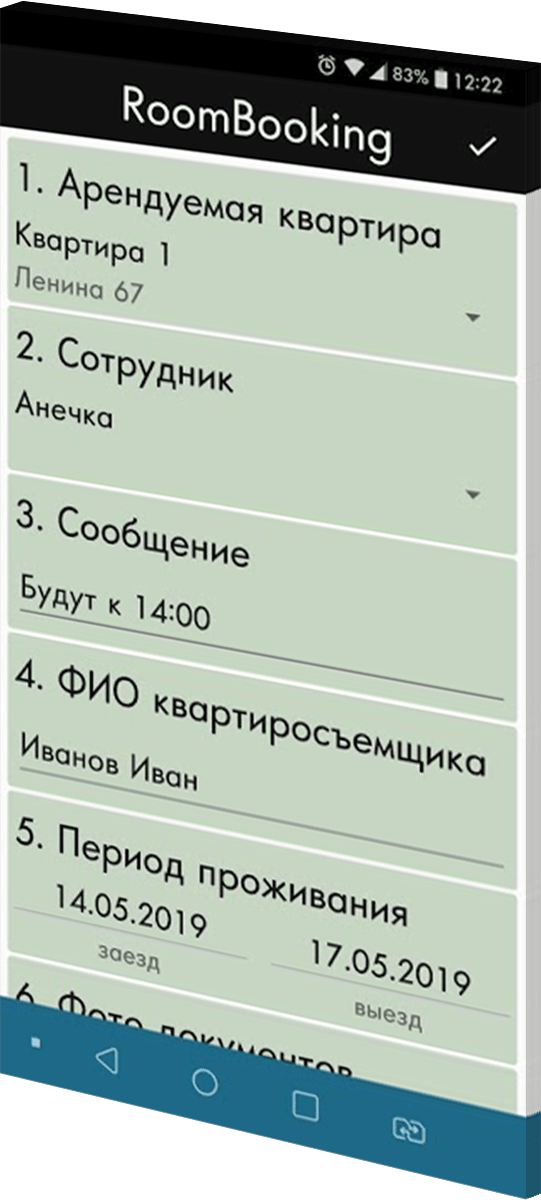 83% 12:22
RoomBooking
1. Арендуемая квартира
Квартира 1
Ленина 67
2. Сотрудник
Анечка
3. Сообщение
Будут к 14:00
4. ФИО квартиросъемщика
Иванов Иван
5. Период проживания
14.05.2019 17.05.2019
заезд выезд
6. Фото документов